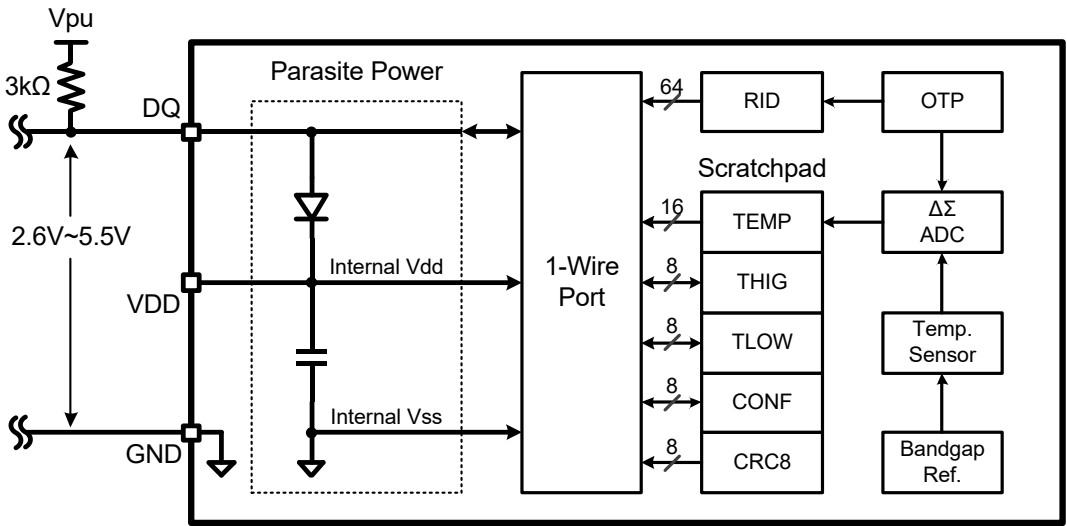 Vpu
3kΩ
Parasite Power
DQ
64
RID
OTP
Scratchpad
16
TEMP
ΔΣ
ADC
2.6V~5.5V
Internal Vdd
VDD
1-Wire
Port
8
THIG
8
TLOW
Temp.
Sensor
8
CONF
Internal Vss
GND
8
CRC8
Bandgap
Ref.